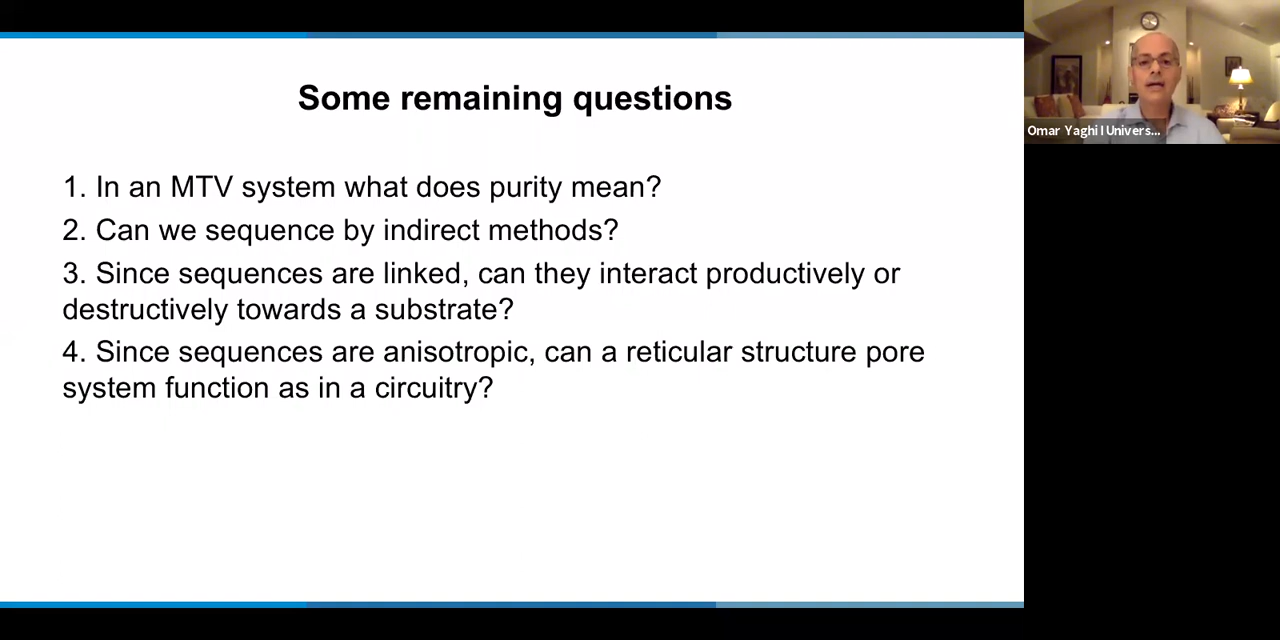 Some remaining questions
1. In an MTV system what does purity mean?
2. Can we sequence by indirect methods?
3. Since sequences are linked, can they interact productively or
destructively towards a substrate?
4. Since sequences are anisotropic, can a reticular structure pore
system function as in a circuitry?
Omar Yaghi I Univers...